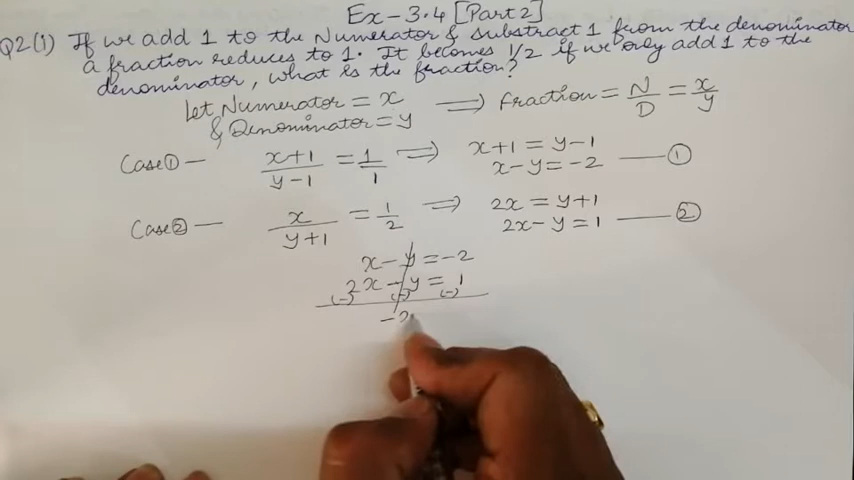 Ex-3.4 [Part 2]
Q2(i) If we add 1 to the Numerator & substract 1 from the denominator
a fraction reduces to 1. It becomes 1/2 if we only add 1 to the
denominator, what is the fraction?
Let Numerator = x ⟹ fraction = N/D = x/y
& Denominator = y
Case① — x+1/y-1 = 1/1 ⟹ x+1 = y-1
x-y = -2 — ①
Case② — x/y+1 = 1/2 ⟹ 2x = y+1
2x-y = 1 — ②
x-y = -2
2x-y = 1
(-) (-) (-)